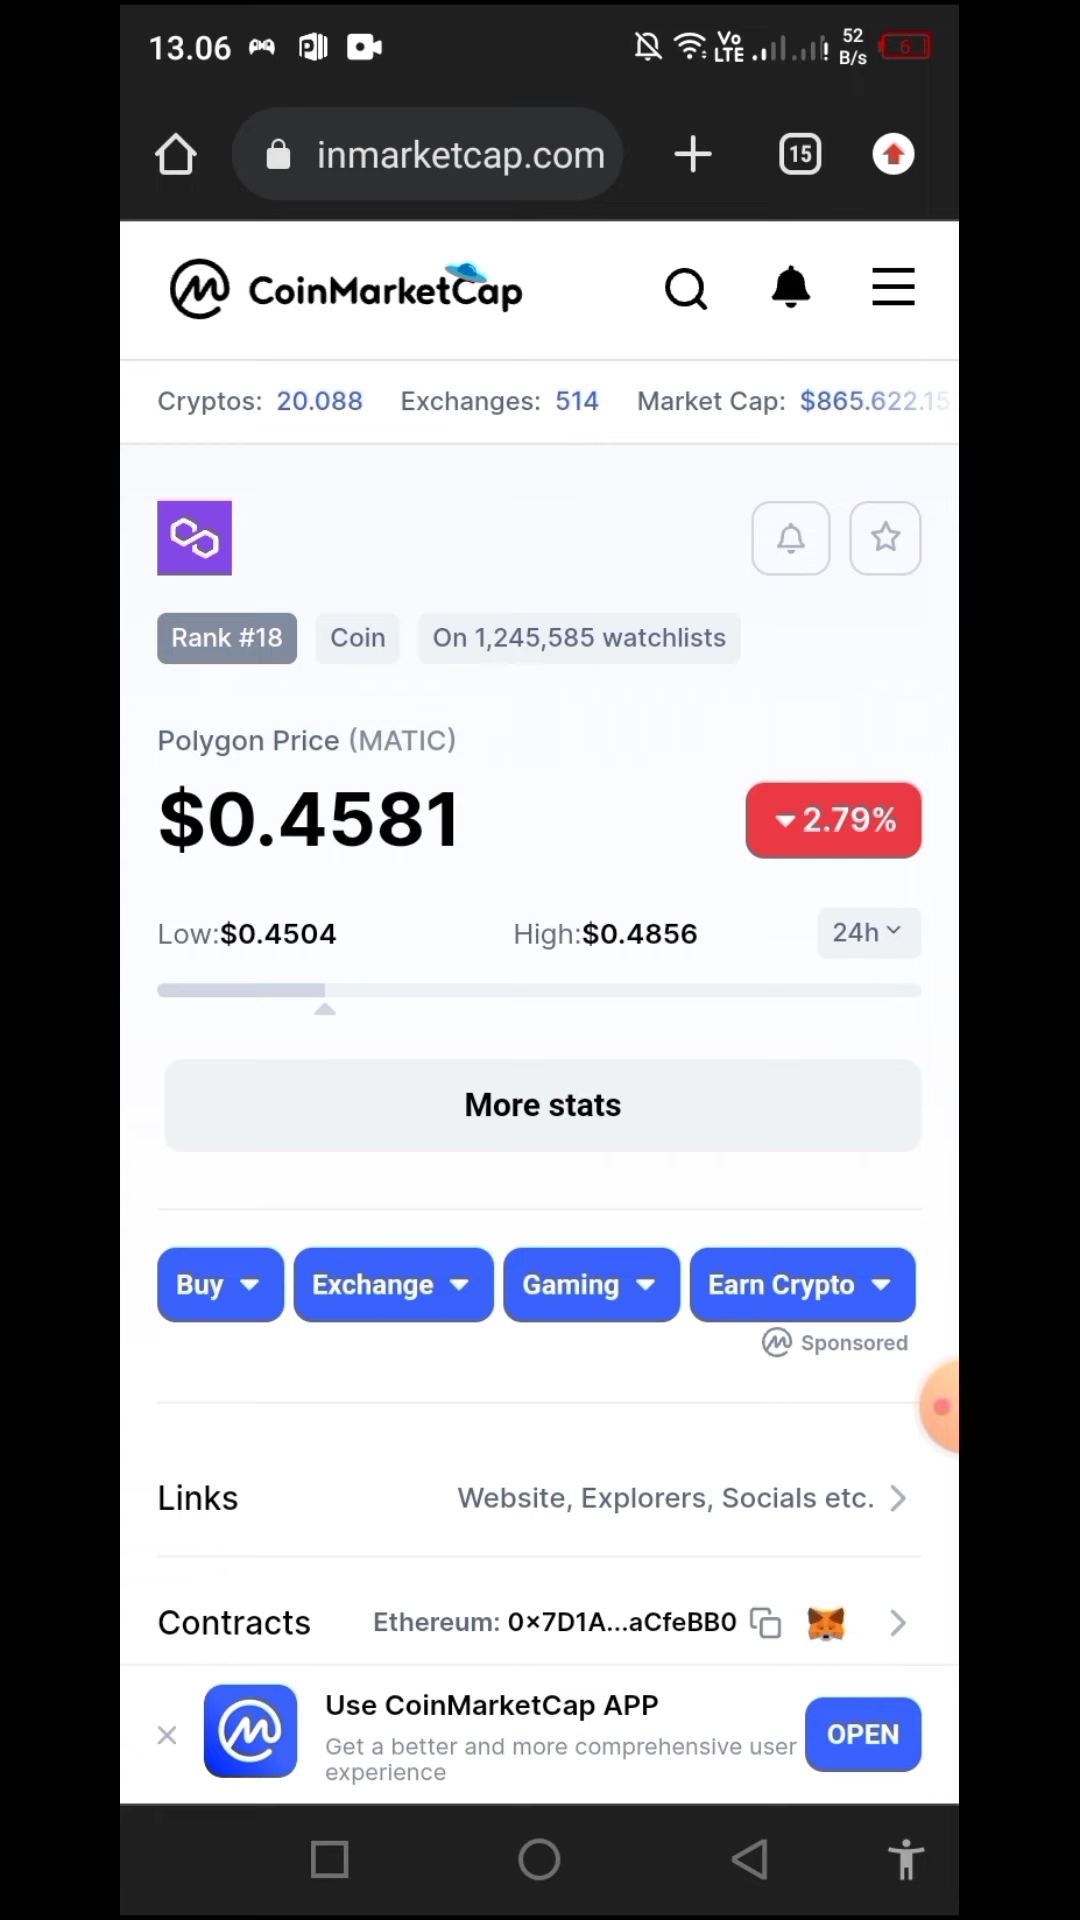 13.06
Vo
LTE
52
B/s
6
inmarketcap.com
15
CoinMarketCap
Cryptos: 20.088 Exchanges: 514 Market Cap: $865.622.15
Rank #18 Coin On 1,245,585 watchlists
Polygon Price (MATIC)
$0.4581 2.79%
Low:$0.4504 High:$0.4856 24h
More stats
Buy Exchange Gaming Earn Crypto
Sponsored
Links Website, Explorers, Socials etc.
Contracts Ethereum: 0x7D1A...aCfeBB0
Use CoinMarketCap APP
Get a better and more comprehensive user
experience
OPEN